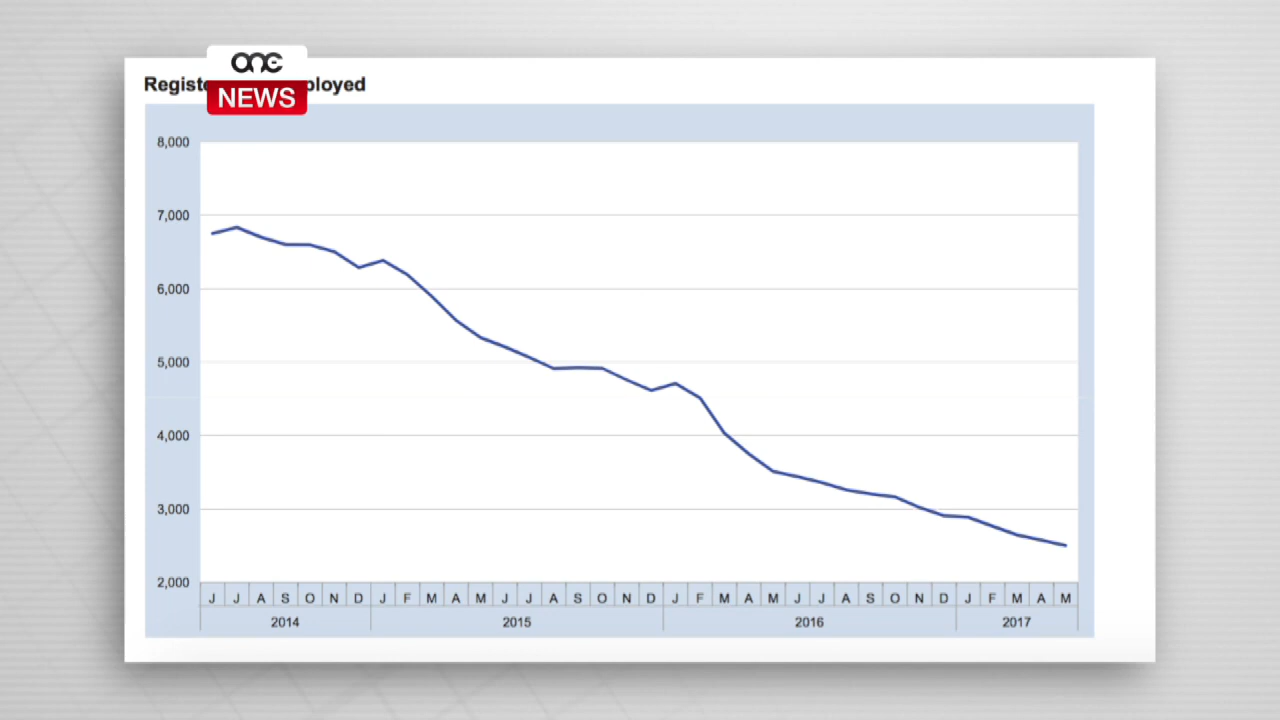 one
NEWS
Regist ployed
8,000
7,000
6,000
5,000
4,000
3,000
2,000
J J A S O N D J F M A M J J A S O N D J F M A M J J A S O N D J F M A M
2014 2015 2016 2017